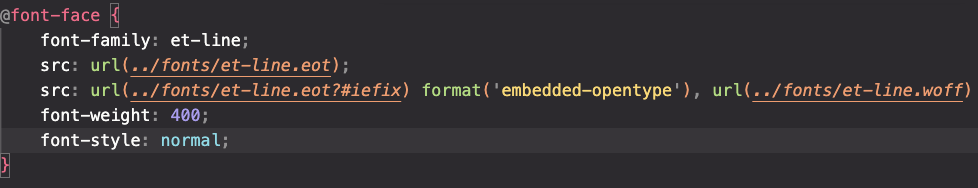 @font-face {
    font-family: et-line;
    src: url(../fonts/et-line.eot);
    src: url(../fonts/et-line.eot?#iefix) format('embedded-opentype'), url(../fonts/et-line.woff)
    font-weight: 400;
    font-style: normal;
}